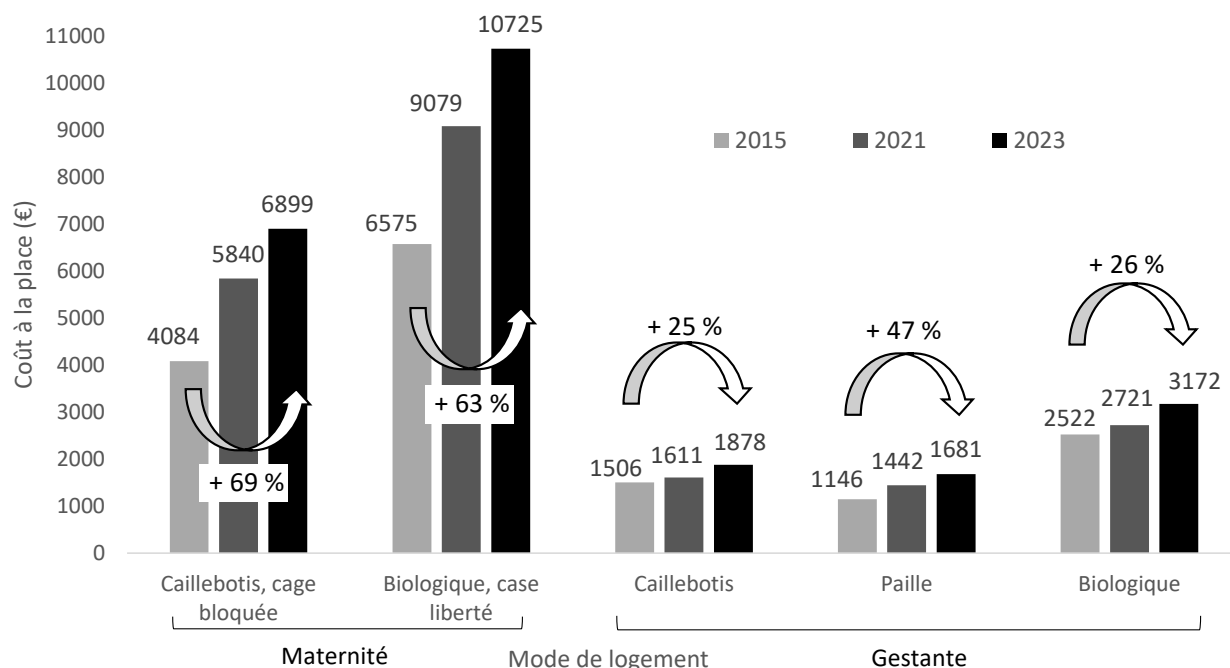 Coût à la place (€)
11000
10000
9000
8000
7000
6000
5000
4000
3000
2000
1000
0
2015
2021
2023
4084
5840
6899
+ 69 %
6575
9079
10725
+ 63 %
1506
1611
1878
+ 25 %
1146
1442
1681
+ 47 %
2522
2721
3172
+ 26 %
Caillebotis, cage
bloquée
Biologique, case
liberté
Caillebotis
Paille
Biologique
Maternité
Mode de logement
Gestante